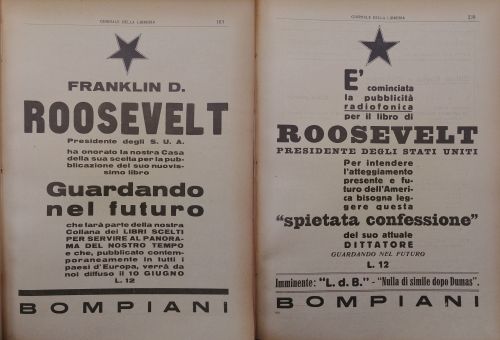 GIORNALE DELLA LIBRERIA
FRANKLIN D.
ROOSEVELT
Presidente degli S. U. A.
ha onorato la nostra Casa
della sua scelta per la pub-
blicazione del suo nuovis-
simo libro
Guardando
nel futuro
che farà parte della nostra
Collana dei LIBRI SCELTI
PER SERVIRE AL PANORA-
MA DEL NOSTRO TEMPO
e che, pubblicato contem-
poraneamente in tutti i
paesi d'Europa, verrà da
noi diffuso il 10 GIUGNO
L. 12
BOMPIANI
GIORNALE DELLA LIBRERIA
E' cominciata
la pubblicità
radiofonica
per il libro di
ROOSEVELT
PRESIDENTE DEGLI STATI UNITI
Per intendere
l'atteggiamento
presente e fu-
turo dell'Ameri-
ca bisogna leg-
gere questa
"spietata confessione"
del suo attuale
DITTATORE
GUARDANDO NEL FUTURO
L. 12
Imminente: "L. d. B." - "Nulla di simile dopo Dumas".
BOMPIANI